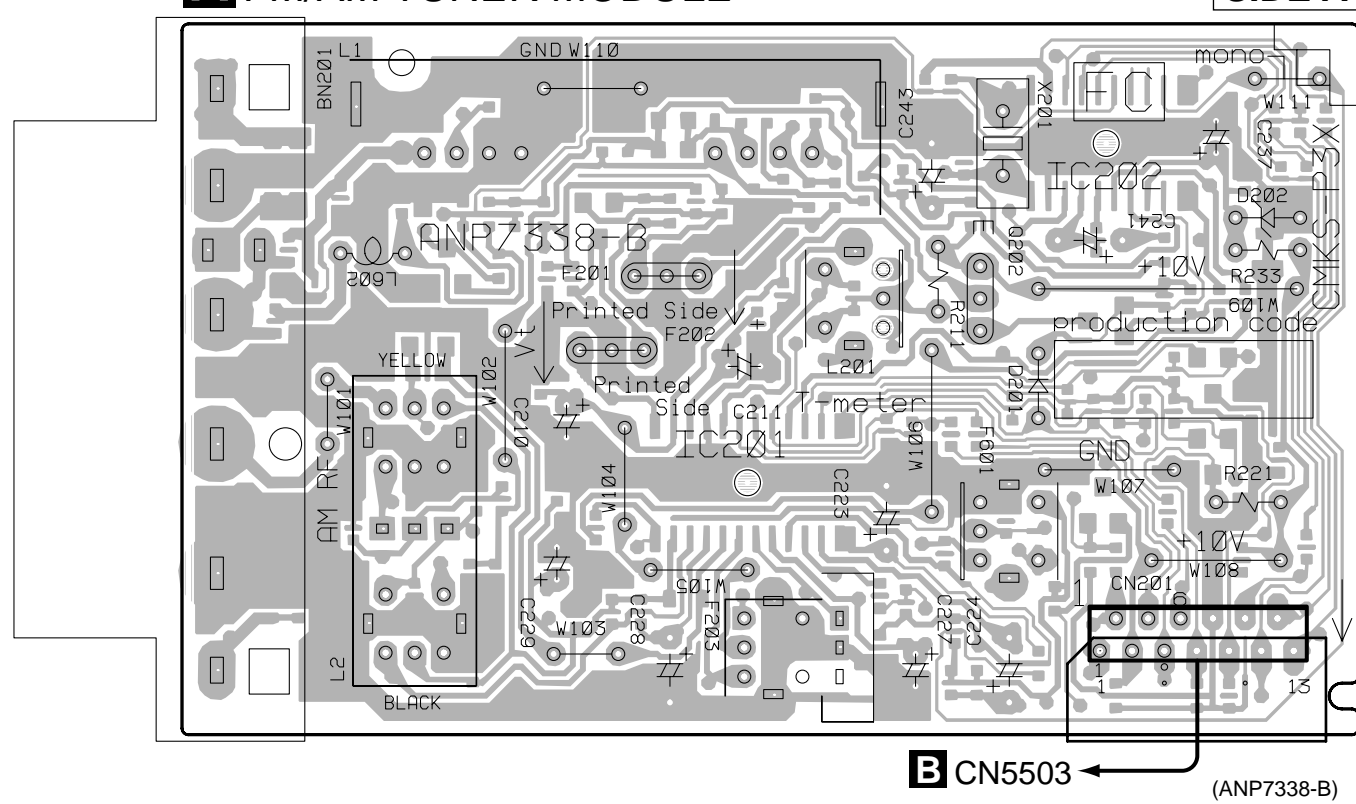 FM/AM TUNER MODULE
SIDE A
L1
GND W110
mono
BN201
C243
X201
FC
W111
C237
IC202
CMKS-P3X
D202
ANP7338-B
E
Q202
C241
L602
F201
+10V
R233
W109
Printed Side
Vt
F202
R211
production code
YELLOW
W102
L201
D201
Printed
Side
W101
C210
C211
T-meter
IC201
W106
F601
GND
AM RF
W104
C223
W107
R221
+10V
W108
W105
CN201
1
C229
W103
C228
F203
C227
C224
L2
1
1
13
BLACK
B CN5503
(ANP7338-B)